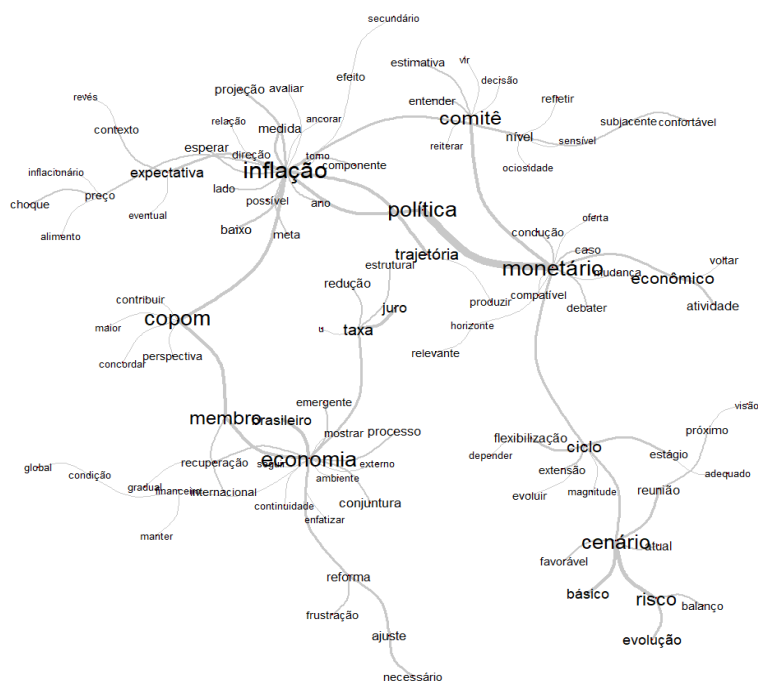 secundário
estimativa
vir
decisão
efeito
projeção
avaliar
refletir
revés
entender
ancorar
comitê
contexto
relação
medida
nível
subjacente
confortável
reiterar
sensível
esperar
direção
tomo
componente
inflação
ociosidade
inflacionário
expectativa
lado
preço
choque
possível
ano
política
eventual
oferta
alimento
baixo
meta
condução
trajetória
caso
voltar
estrutural
monetário
mudança
econômico
redução
contribuir
produzir
compatível
debater
atividade
juro
copom
maior
taxa
horizonte
concordar
perspectiva
relevante
emergente
visão
membro
brasileiro
próximo
mostrar
processo
flexibilização
ciclo
depender
estágio
global
recuperação
seguir
economia
externo
condição
extensão
adequado
ambiente
gradual
financeiro
internacional
evoluir
magnitude
reunião
continuidade
conjuntura
enfatizar
manter
cenário
atual
favorável
reforma
básico
risco
balanço
frustração
ajuste
evolução
necessário